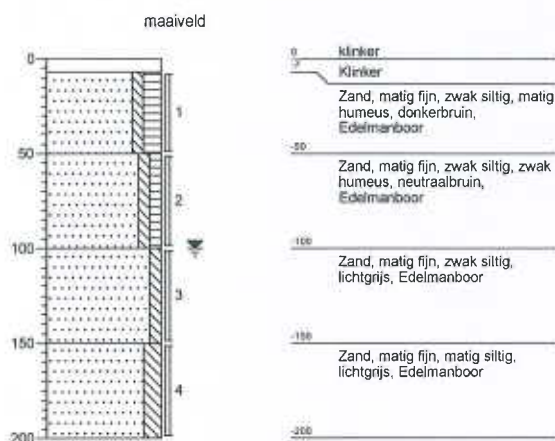 maaiveld
0
50
100
150
200
1
2
3
4
0
klinker
Klinker
Zand, matig fijn, zwak siltig, matig
humeus, donkerbruin,
Edelmanboor
-50
Zand, matig fijn, zwak siltig, zwak
humeus, neutraalbruin,
Edelmanboor
-100
Zand, matig fijn, zwak siltig,
lichtgrijs, Edelmanboor
-150
Zand, matig fijn, matig siltig,
lichtgrijs, Edelmanboor
-200